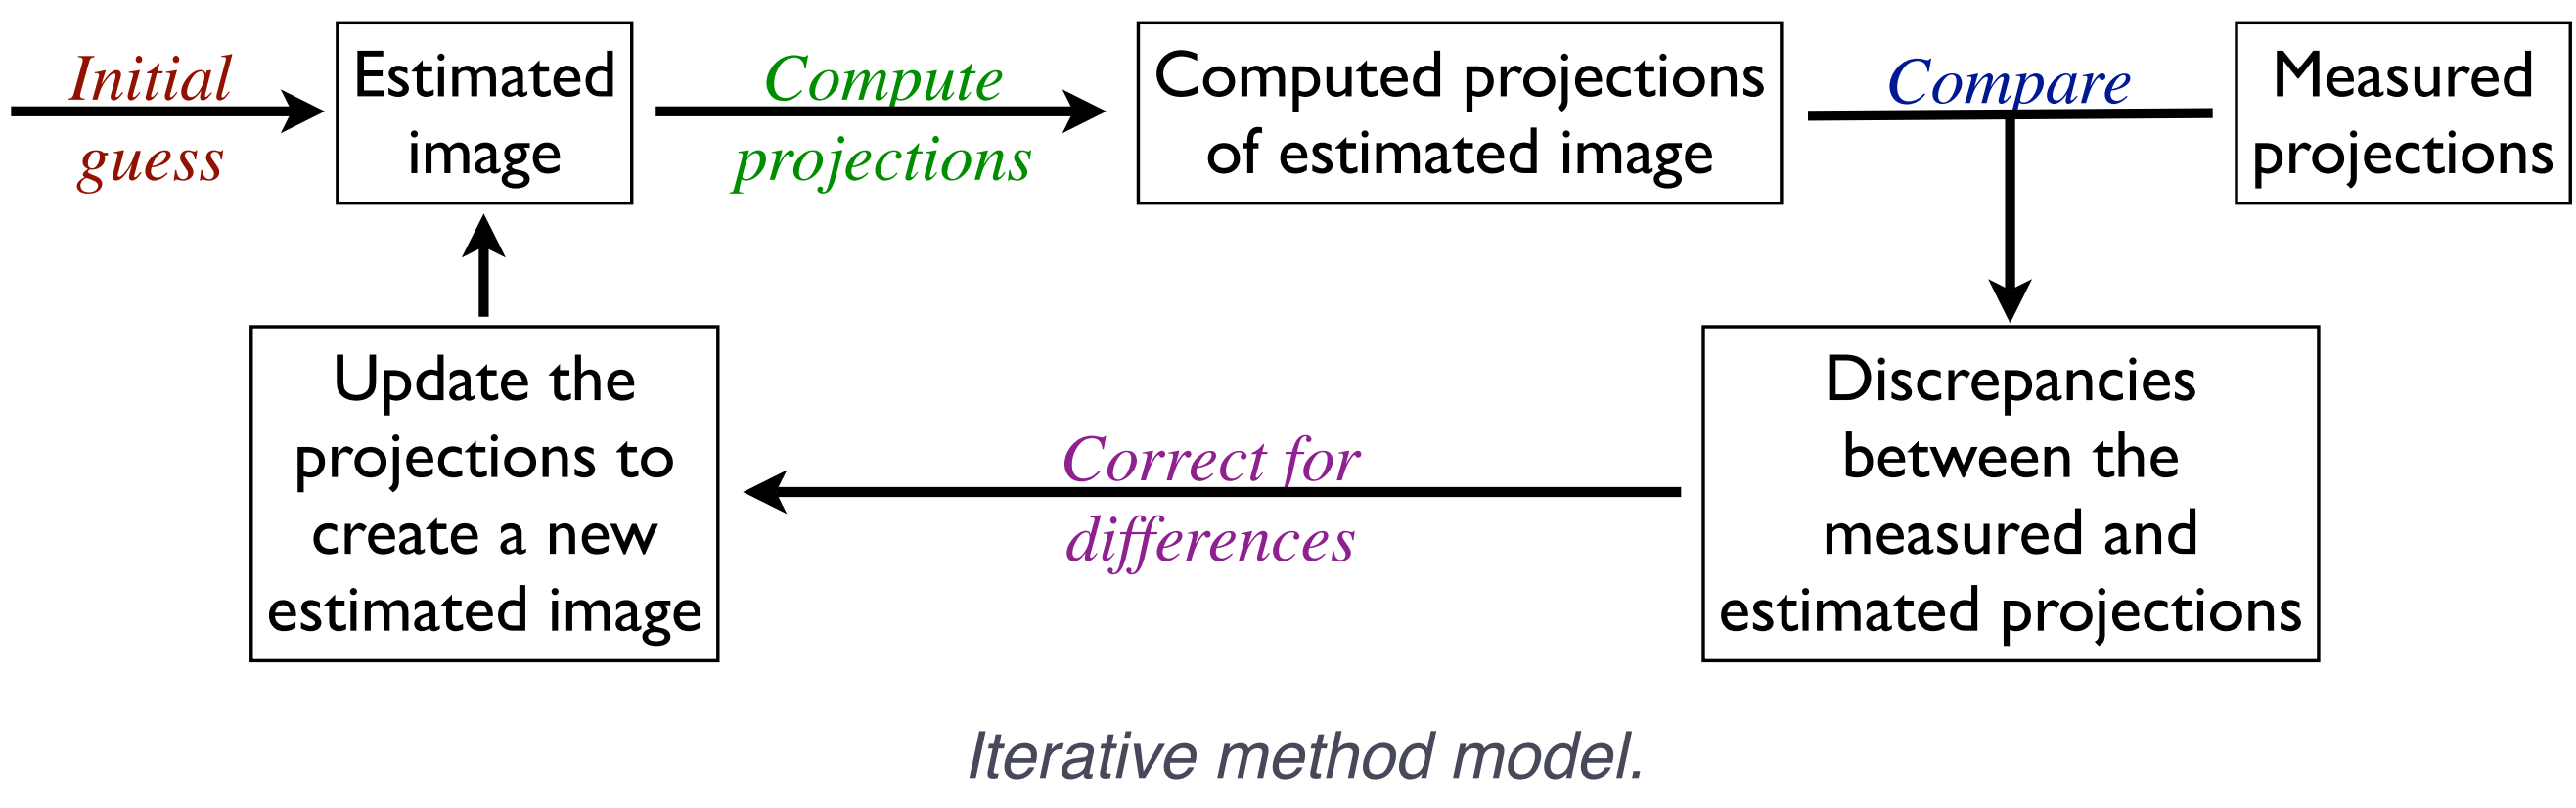 Initial
guess
Estimated
image
Compute
projections
Computed projections
of estimated image
Compare
Measured
projections
Update the
projections to
create a new
estimated image
Correct for
differences
Discrepancies
between the
measured and
estimated projections
Iterative method model.